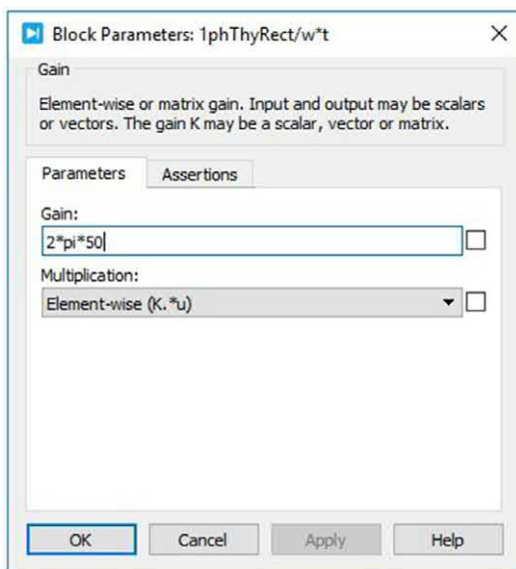 Block Parameters: 1phThyRect/w*t
Gain
Element-wise or matrix gain. Input and output may be scalars
or vectors. The gain K may be a scalar, vector or matrix.
Parameters Assertions
Gain:
2*pi*50
Multiplication:
Element-wise (K.*u)
OK Cancel Apply Help